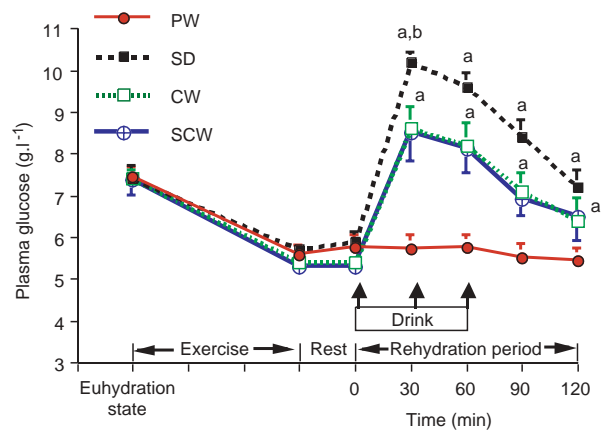 PW
SD
CW
SCW
Plasma glucose (g.l-1)
11
10
9
8
7
6
5
4
3
a,b
a
a
a
a
a
a
a
Drink
Exercise
Rest
Rehydration period
Euhydration
state
0
30
60
90
120
Time (min)